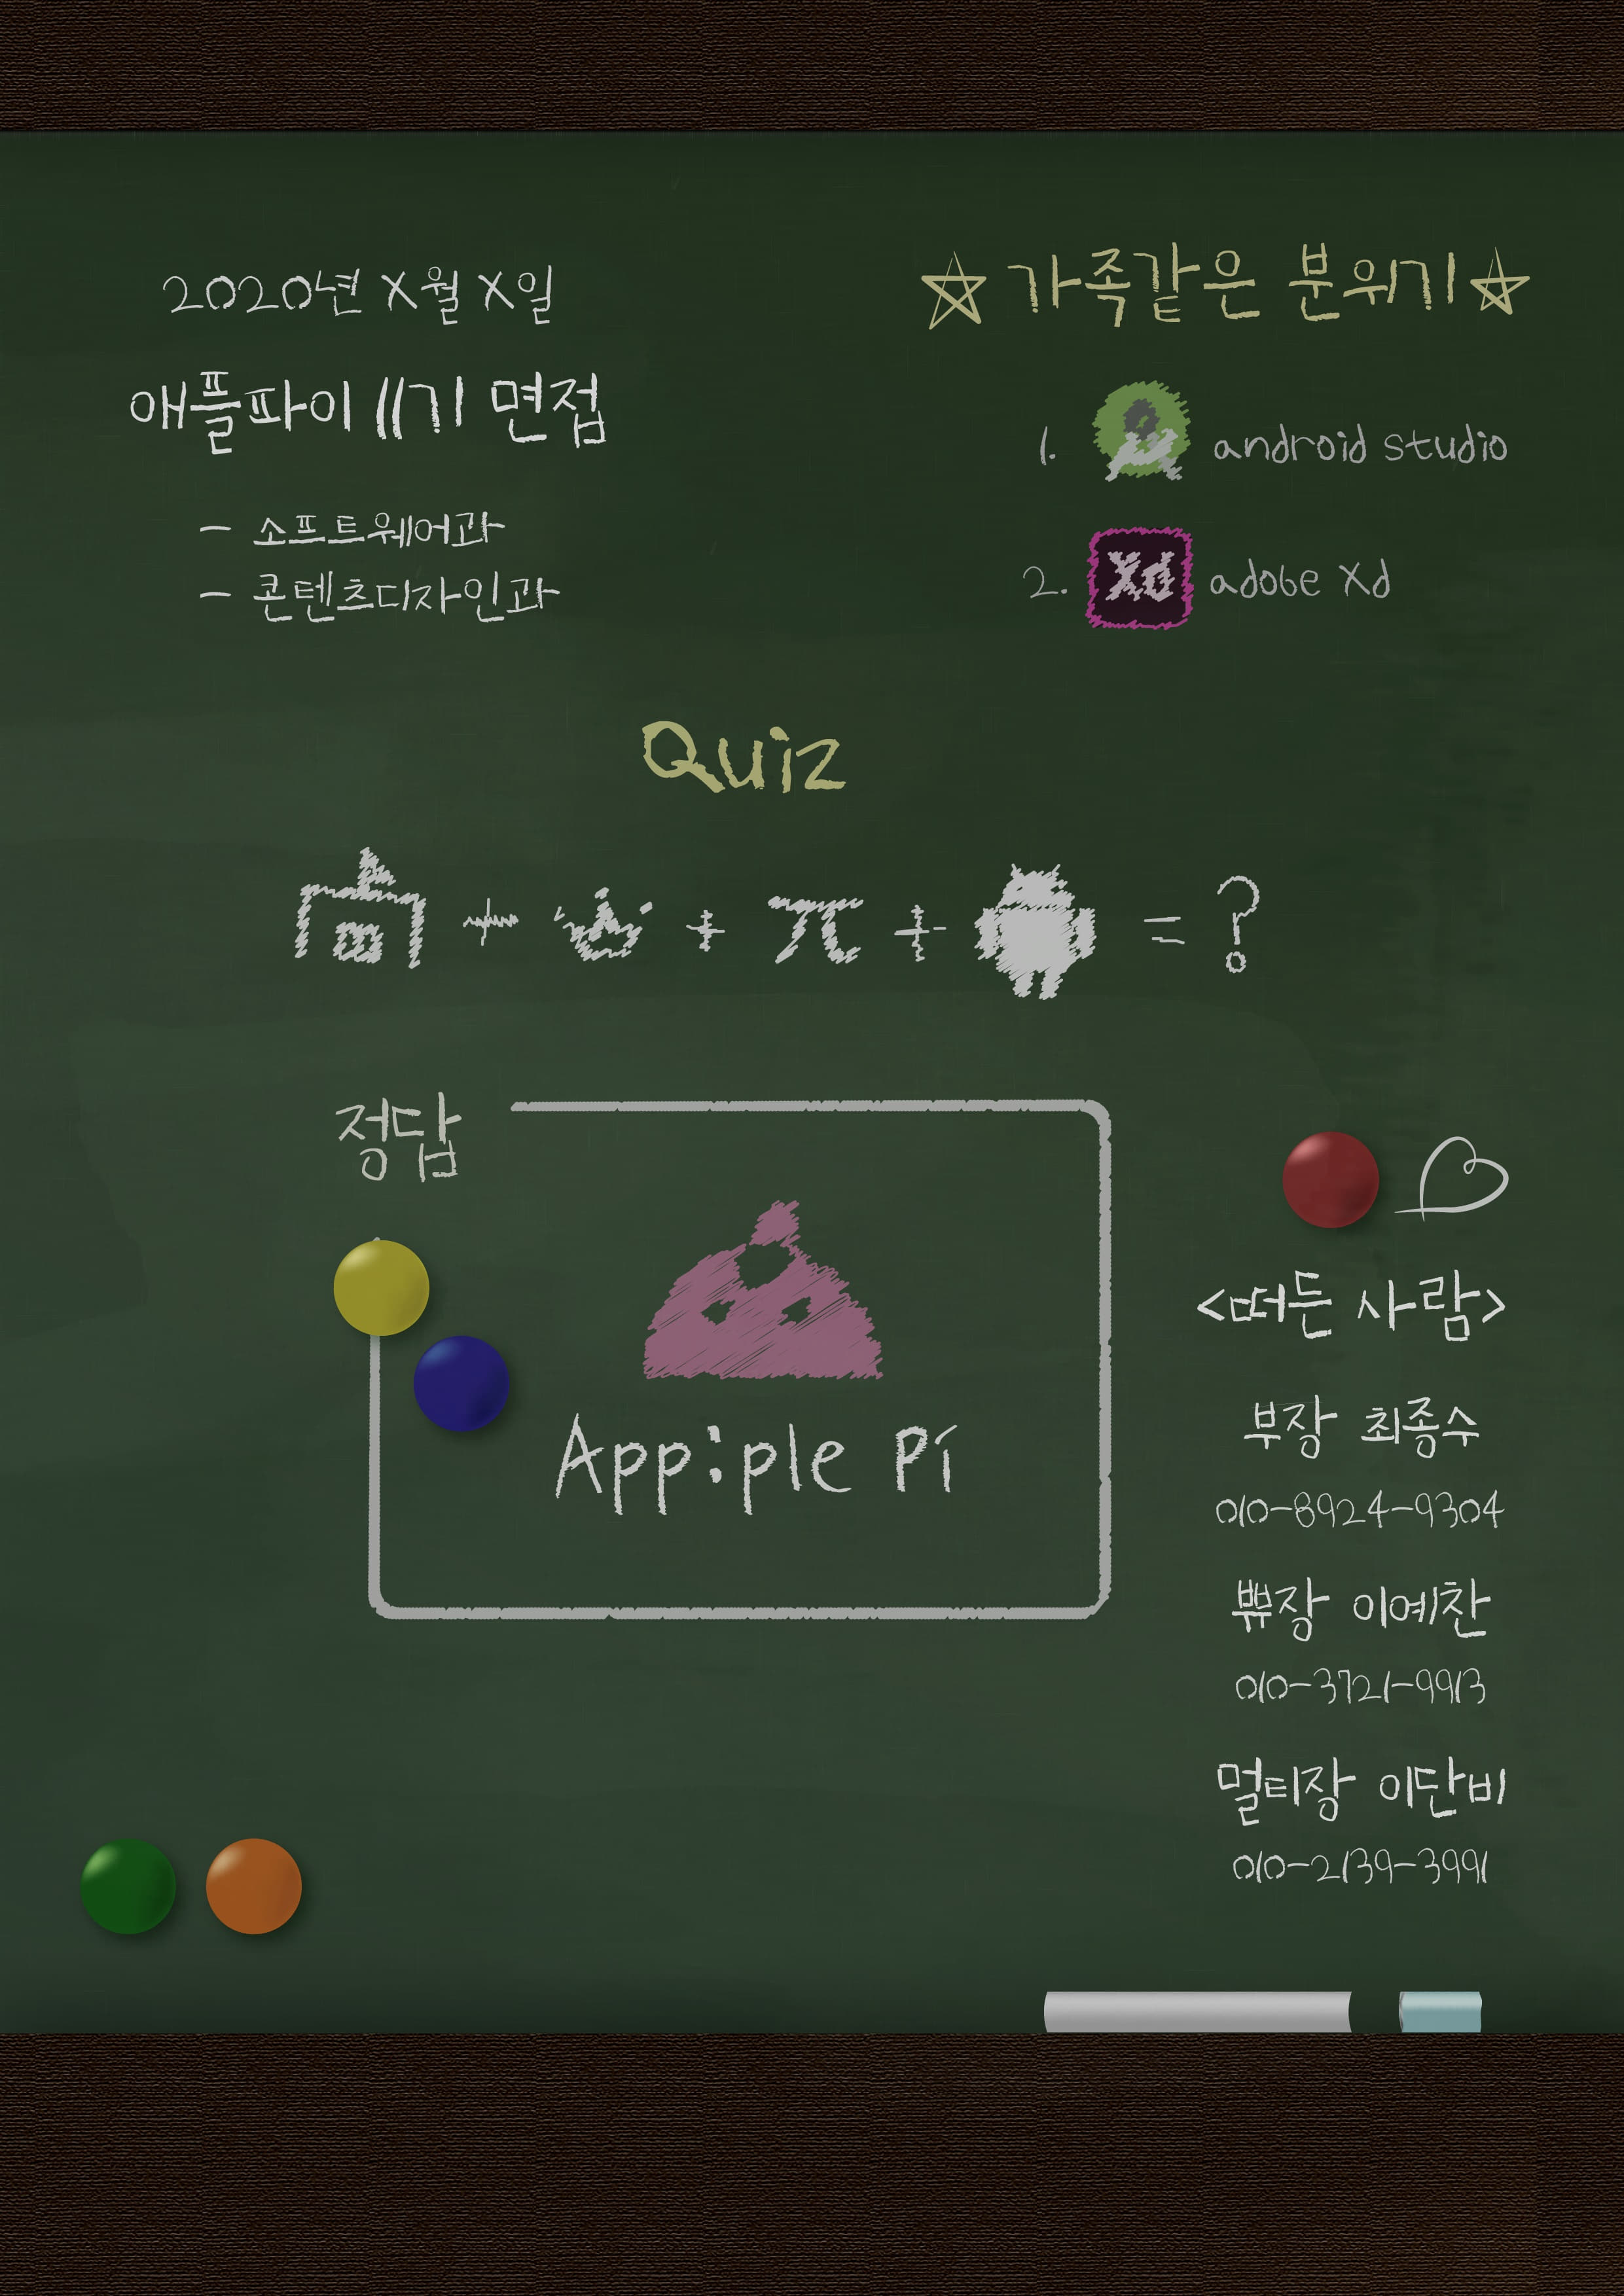 2020년 X월 X일
애플파이 11기 면접
- 소프트웨어과
- 콘텐츠디자인과
☆가족같은 분위기☆
1. android studio
2. Xd adobe Xd
Quiz
+ + π + = ?
정답
App:ple Pi
<떠든 사람>
부장 최종수
010-8924-9304
쀼장 이예찬
010-3721-9913
멀티장 이단비
010-2139-3991